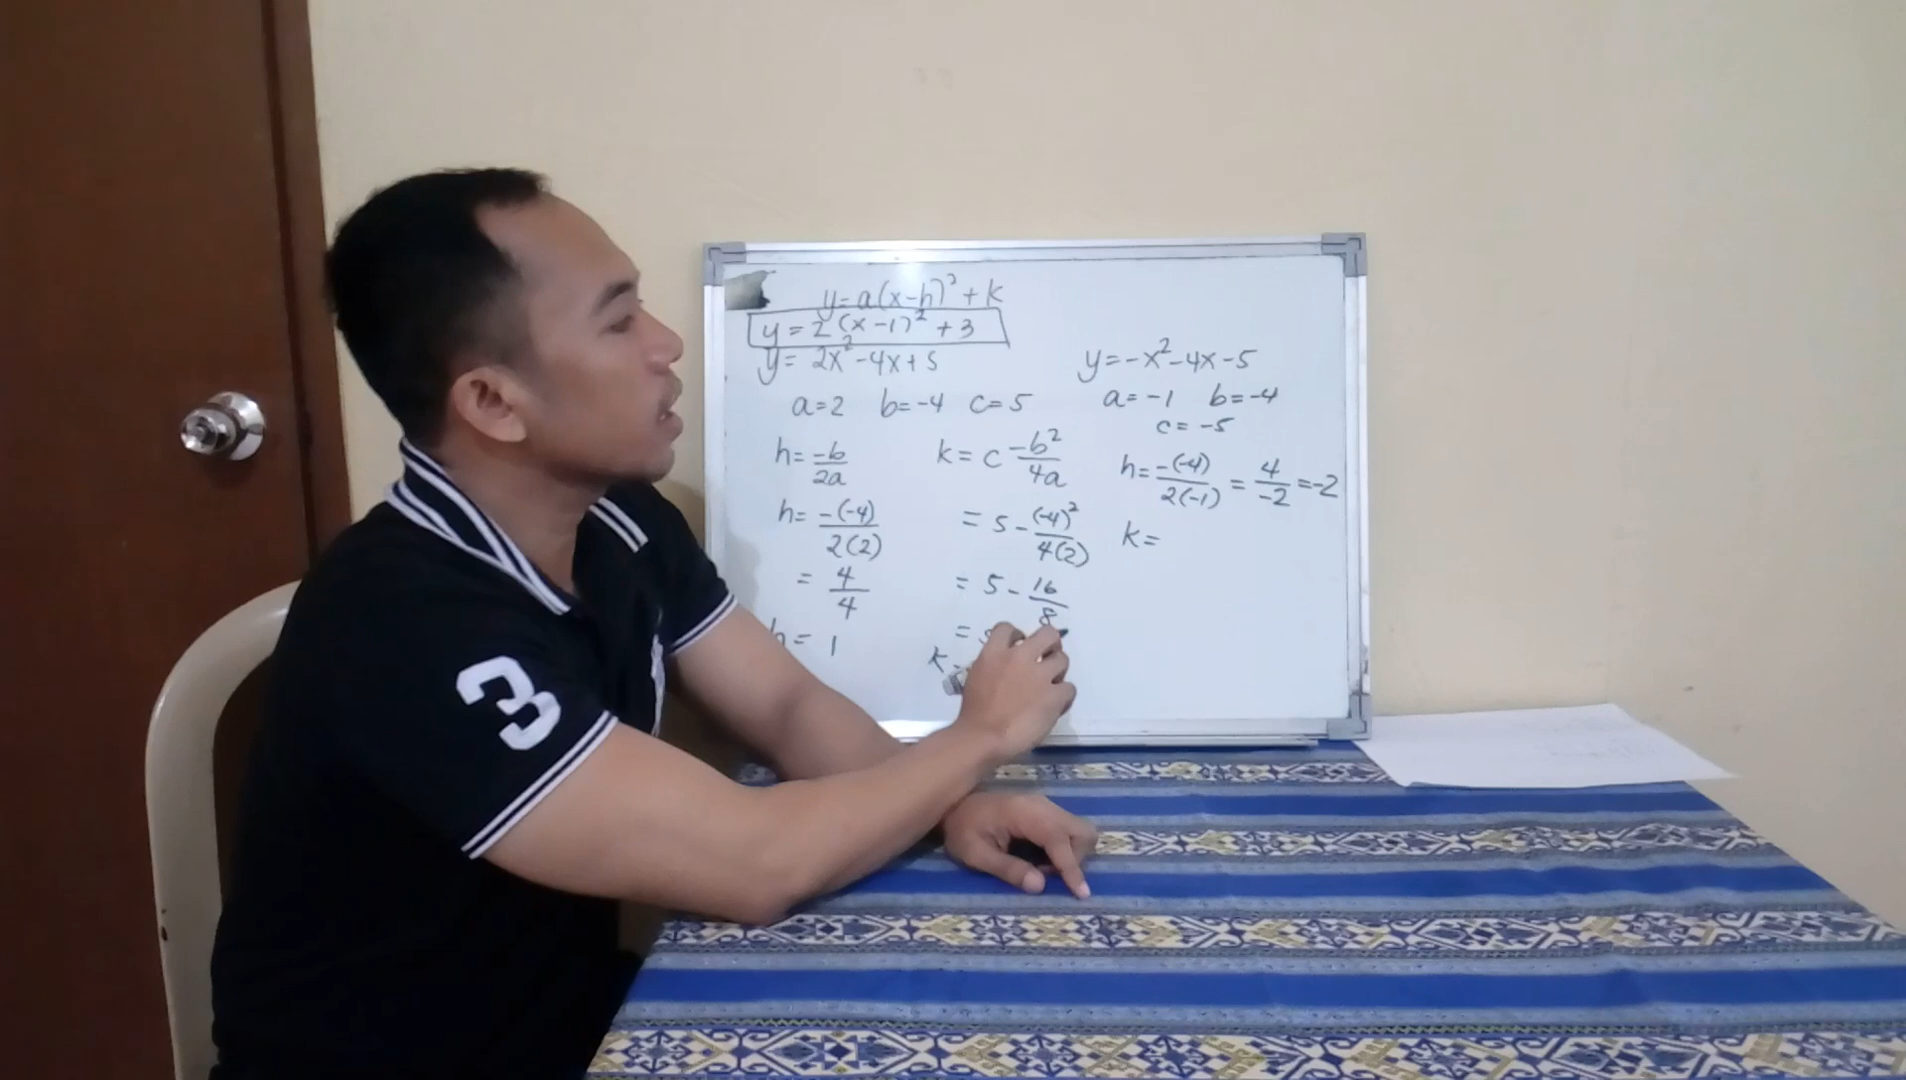 y=a(x-h)²+k
y=2(x-1)²+3
y=2x²-4x+5
a=2 b=-4 c=5
h=-b/2a
h=-(-4)/2(2)
=4/4
h=1
k=c-b²/4a
=5-(-4)²/4(2)
=5-16/8
=
k=
y=-x²-4x-5
a=-1 b=-4
c=-5
h=-(-4)/2(-1)=4/-2=-2
k=
3